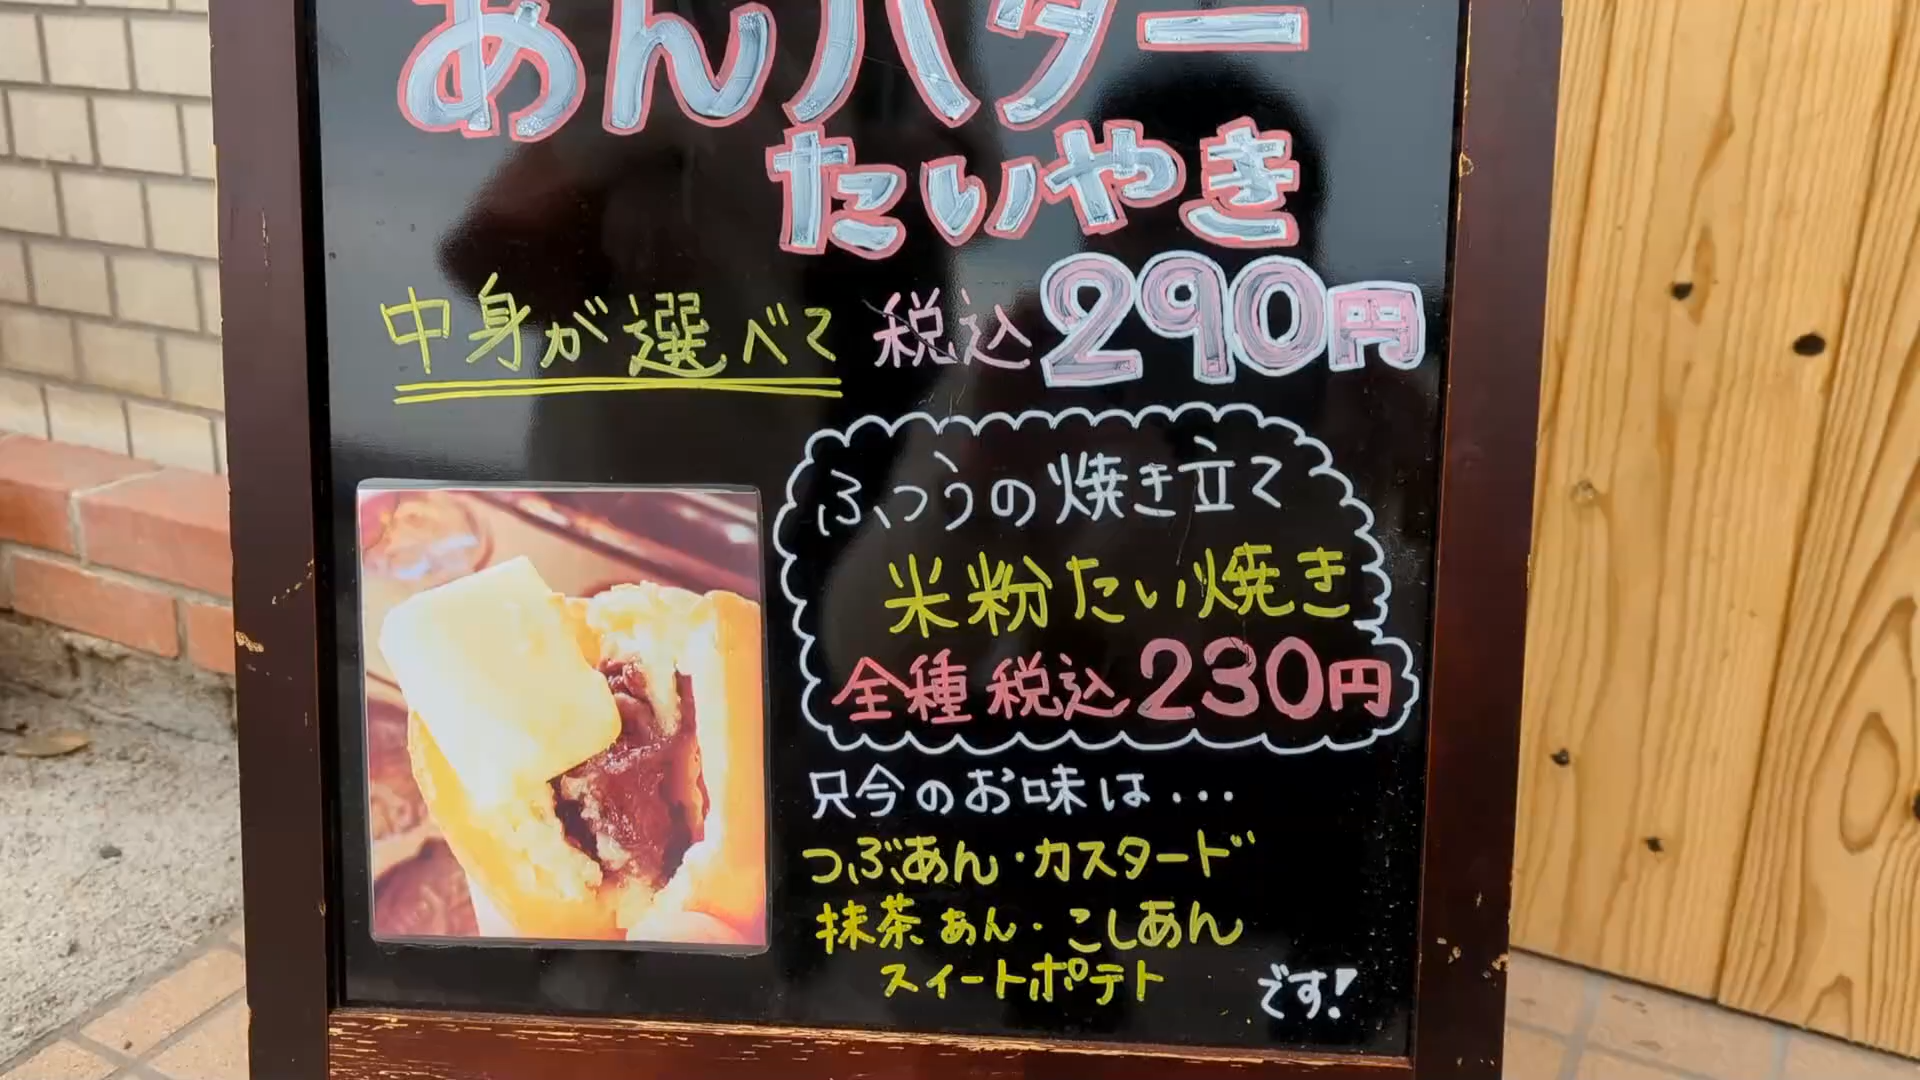 あんバター
たいやき
中身が選べて 税込290円
ふつうの焼き立て
米粉たい焼き
全種 税込230円
只今のお味は...
つぶあん・カスタード
抹茶あん・こしあん
スイートポテト
です!